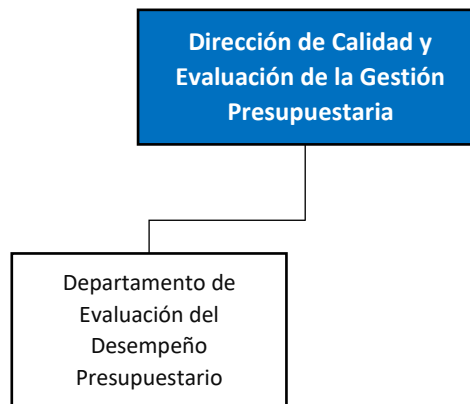 Dirección de Calidad y
Evaluación de la Gestión
Presupuestaria
Departamento de
Evaluación del
Desempeño
Presupuestario